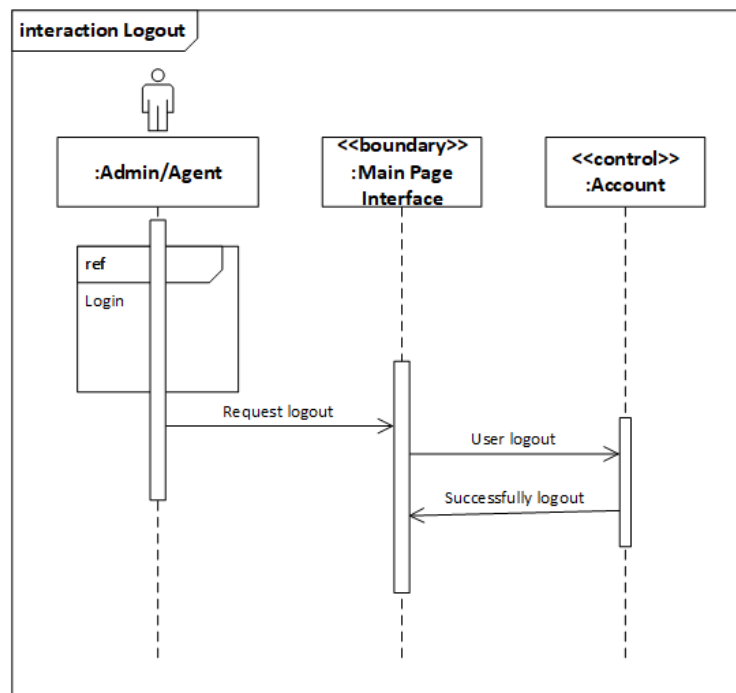 interaction Logout
:Admin/Agent
<<boundary>>
:Main Page
Interface
<<control>>
:Account
ref
Login
Request logout
User logout
Successfully logout